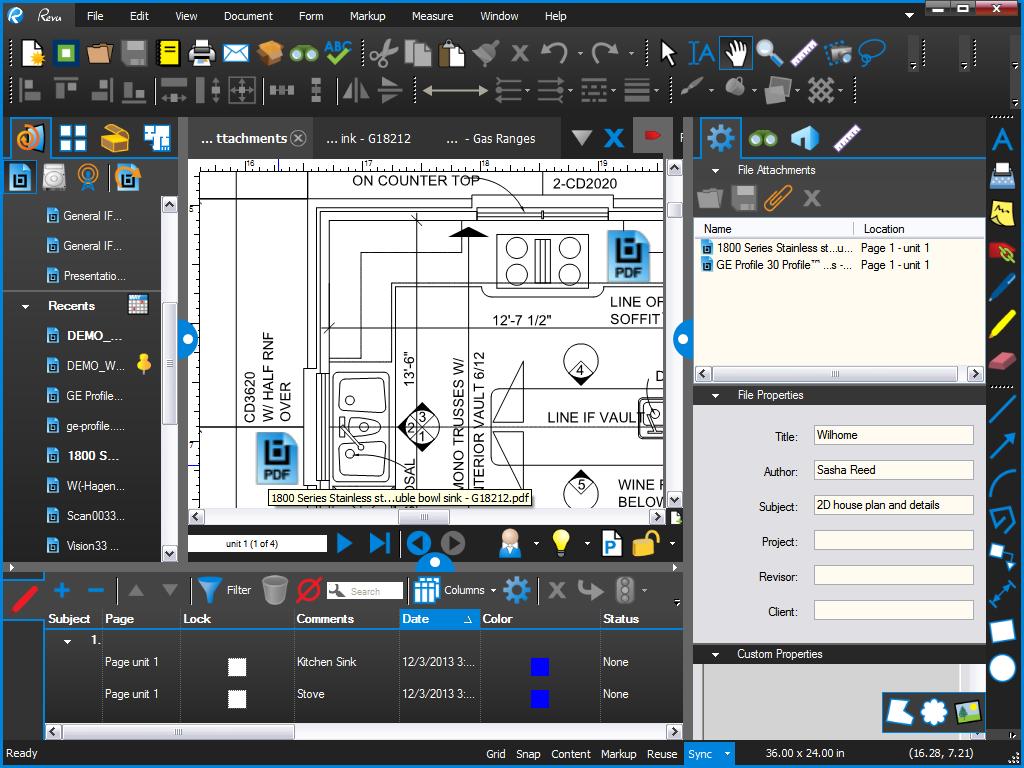 Revu File Edit View Document Form Markup Measure Window Help
ABC
... ttachments
... ink - G18212
... - Gas Ranges
General IF...
General IF...
Presentatio...
Recents
DEMO_...
DEMO_W...
GE Profile...
ge-profile.....
1800 S...
W(-Hagen...
Scan0033...
Vision33 ...
16 17 18 19
ON COUNTER TOP
2-CD2020
PDF
LINE OF
SOFFIT
12'-7 1/2"
13'-6"
CD3620
W/ HALF RNF
OVER
MONO TRUSSES W/
NTERIOR VAULT 6/12
4
LINE IF VAULT
3
2
1
PDF
OSAL
5
WINE F
BELOW
1800 Series Stainless st...uble bowl sink - G18212.pdf
unit 1 (1 of 4)
File Attachments
Name Location
1800 Series Stainless st...u... Page 1 - unit 1
GE Profile 30 Profile™ ...s -... Page 1 - unit 1
File Properties
Title: Wilhome
Author: Sasha Reed
Subject: 2D house plan and details
Project:
Revisor:
Client:
Custom Properties
Filter
Search
Columns
Subject Page Lock Comments Date Color Status
1.
Page unit 1 Kitchen Sink 12/3/2013 3:... None
Page unit 1 Stove 12/3/2013 3:... None
Ready Grid Snap Content Markup Reuse Sync 36.00 x 24.00 in (16.28, 7.21)